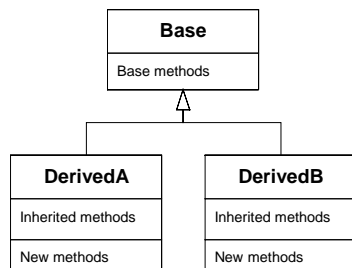 Base
Base methods
DerivedA
Inherited methods
New methods
DerivedB
Inherited methods
New methods